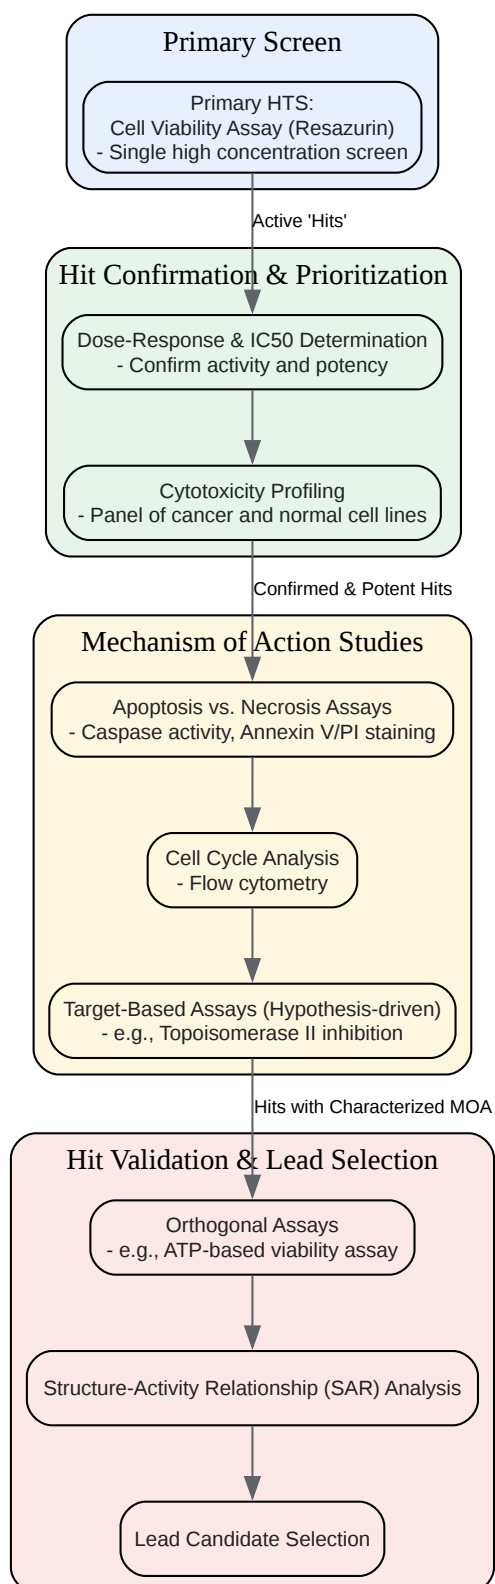 Primary Screen
Primary HTS:
Cell Viability Assay (Resazurin)
- Single high concentration screen
Active 'Hits'
Hit Confirmation & Prioritization
Dose-Response & IC50 Determination
- Confirm activity and potency
Cytotoxicity Profiling
- Panel of cancer and normal cell lines
Confirmed & Potent Hits
Mechanism of Action Studies
Apoptosis vs. Necrosis Assays
- Caspase activity, Annexin V/PI staining
Cell Cycle Analysis
- Flow cytometry
Target-Based Assays (Hypothesis-driven)
- e.g., Topoisomerase II inhibition
Hits with Characterized MOA
Hit Validation & Lead Selection
Orthogonal Assays
- e.g., ATP-based viability assay
Structure-Activity Relationship (SAR) Analysis
Lead Candidate Selection